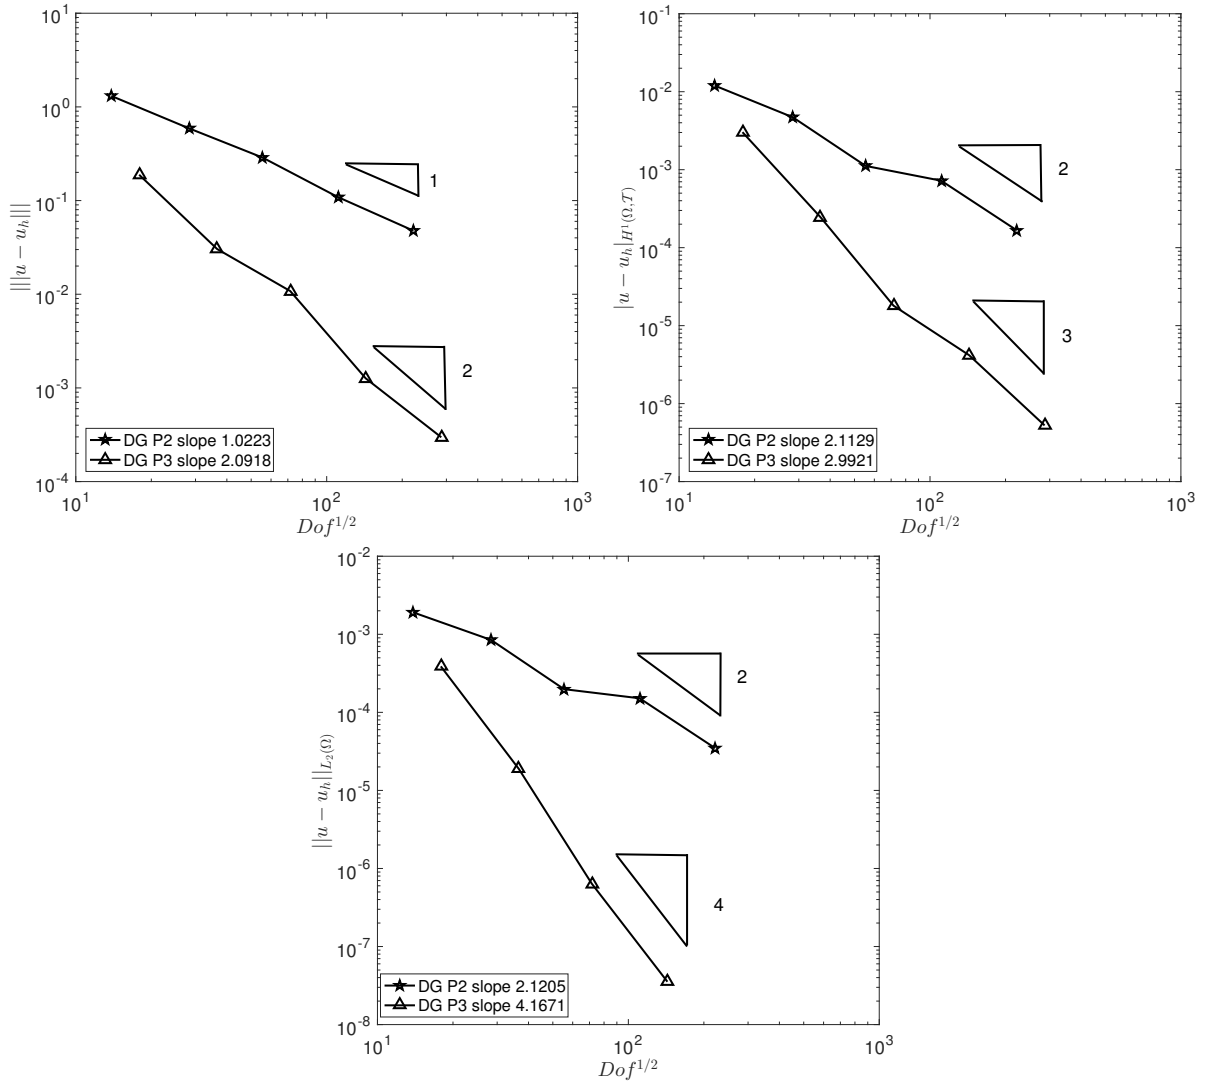 10^1
10^0
10^-1
10^-2
10^-3
10^-4
|||u − u_h|||
1
2
DG P2 slope 1.0223
DG P3 slope 2.0918
10^1
10^2
10^3
Dof^1/2
10^-1
10^-2
10^-3
10^-4
10^-5
10^-6
10^-7
|u − u_h|_H^1(Ω,T)
2
3
DG P2 slope 2.1129
DG P3 slope 2.9921
10^1
10^2
10^3
Dof^1/2
10^-2
10^-3
10^-4
10^-5
10^-6
10^-7
10^-8
||u − u_h||_L_2(Ω)
2
4
DG P2 slope 2.1205
DG P3 slope 4.1671
10^1
10^2
10^3
Dof^1/2